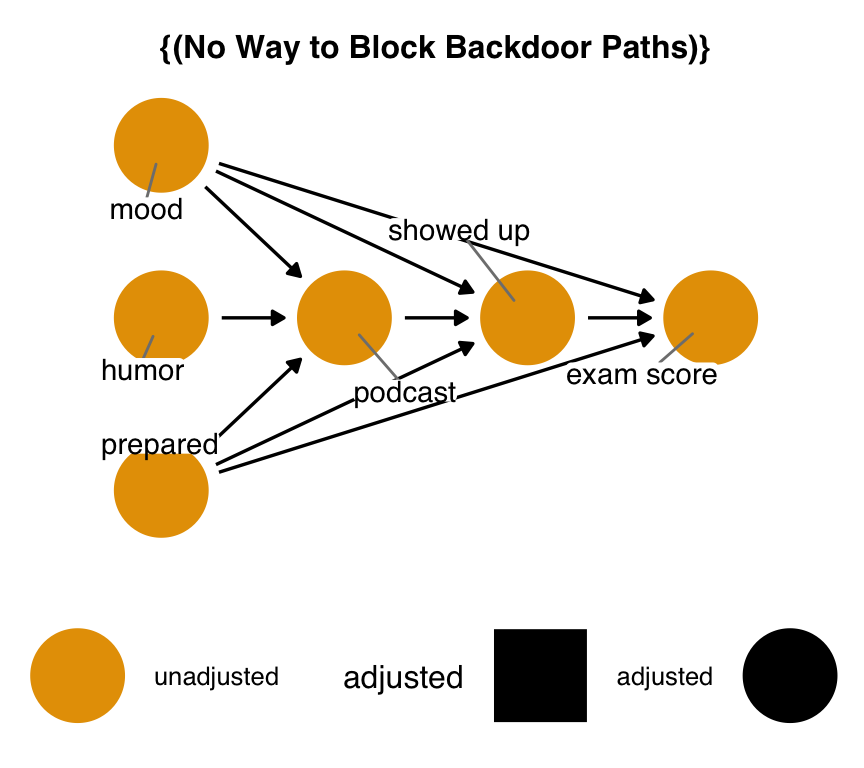 {(No Way to Block Backdoor Paths)}
mood
showed up
humor
podcast
exam score
prepared
unadjusted
adjusted
adjusted